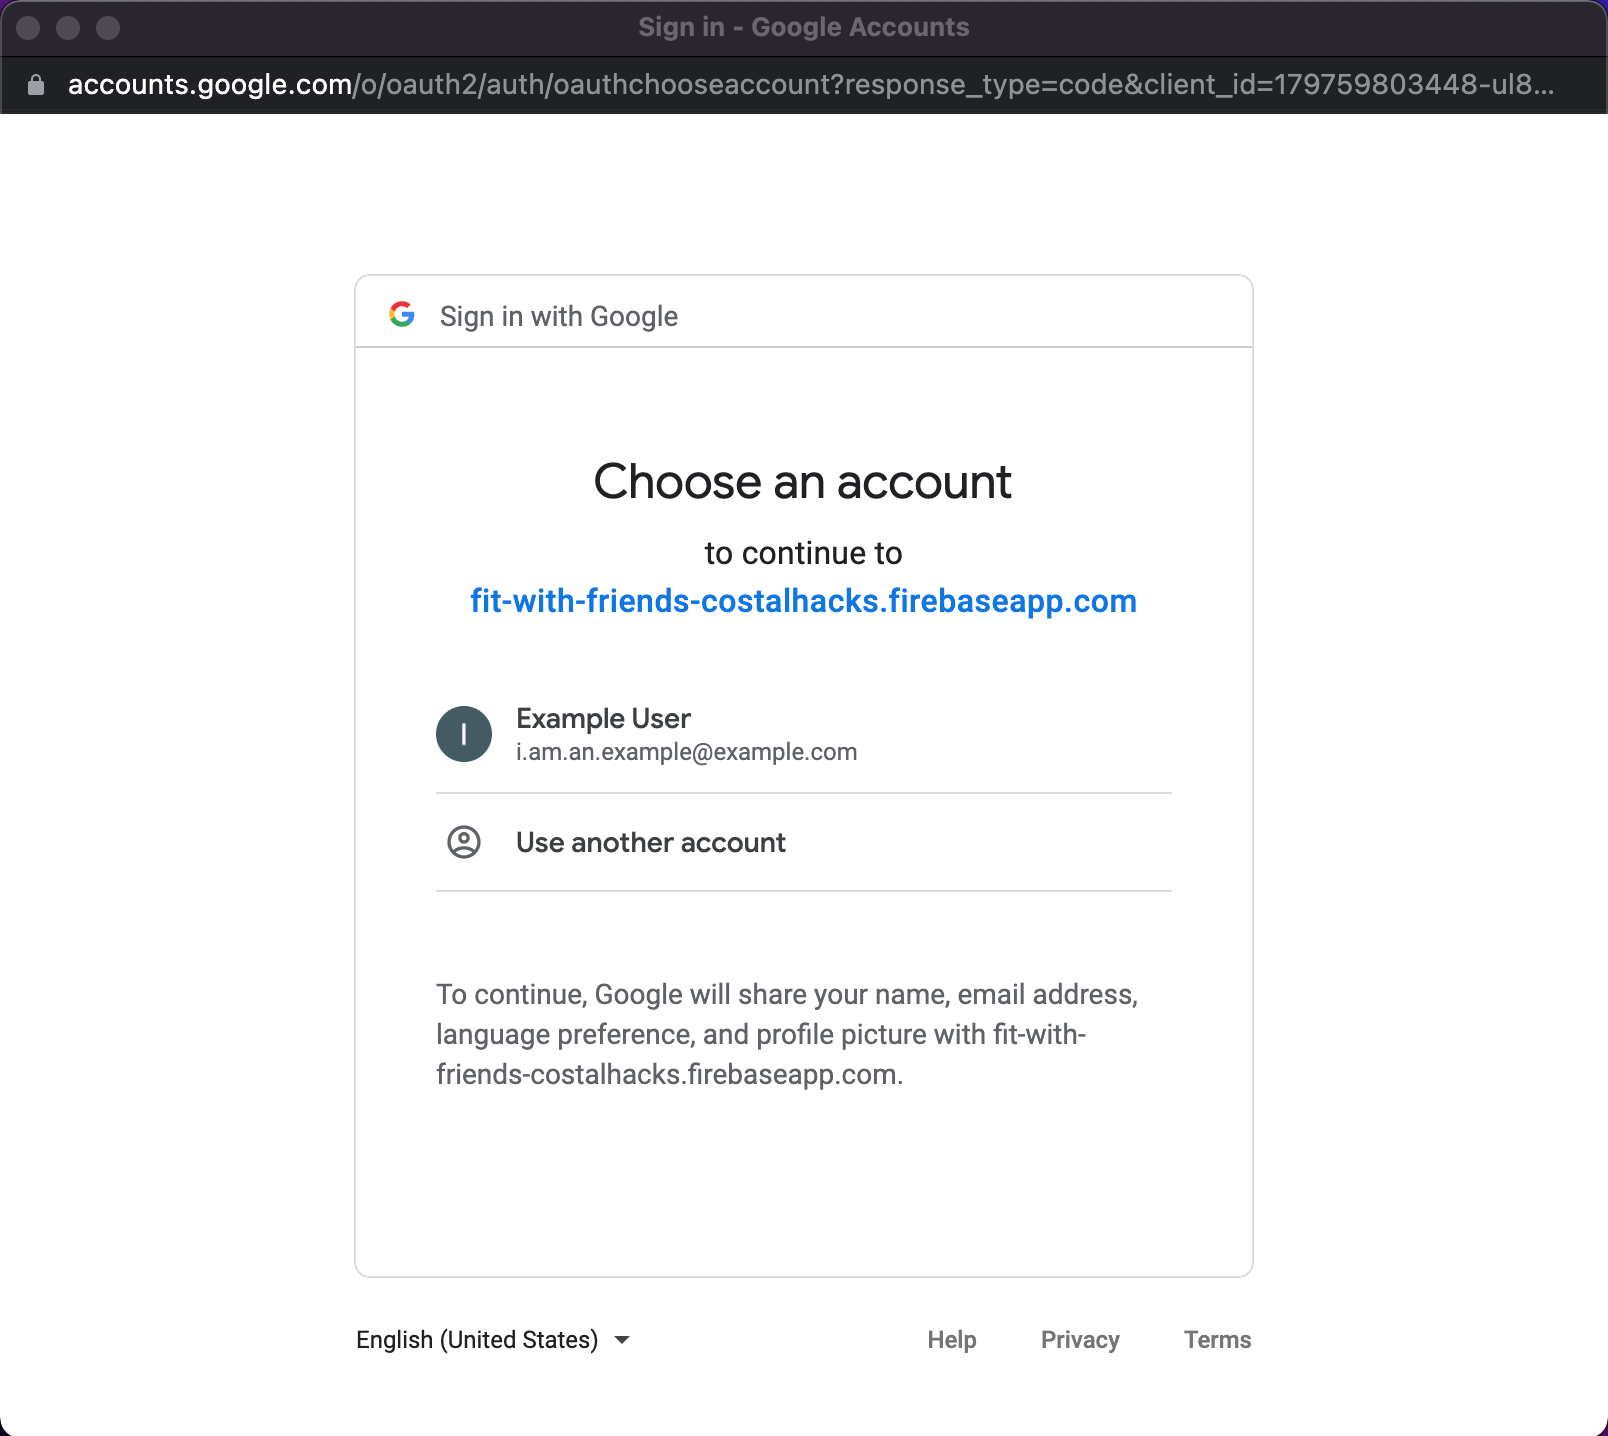 Sign in - Google Accounts
accounts.google.com/o/oauth2/auth/oauthchooseaccount?response_type=code&client_id=179759803448-ul8...
Sign in with Google
Choose an account
to continue to
fit-with-friends-costalhacks.firebaseapp.com
I
Example User
i.am.an.example@example.com
Use another account
To continue, Google will share your name, email address,
language preference, and profile picture with fit-with-
friends-costalhacks.firebaseapp.com.
English (United States)
Help Privacy Terms